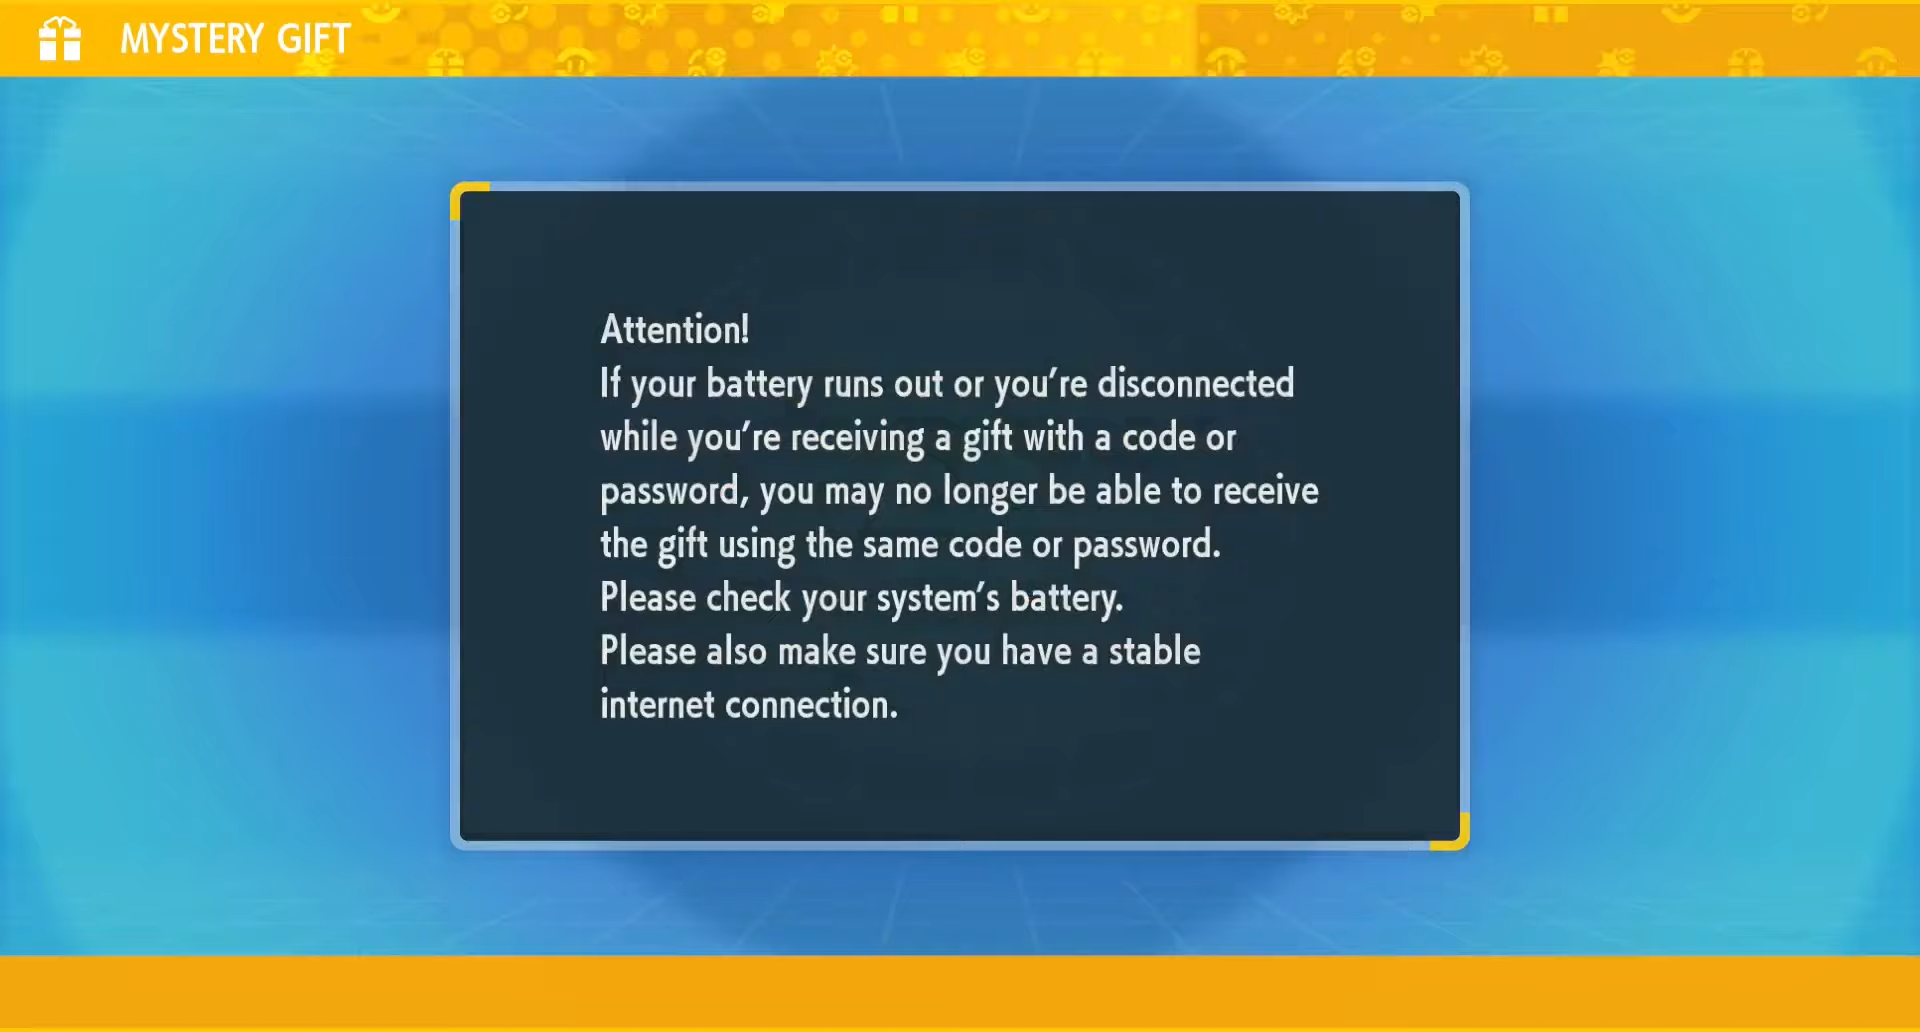 MYSTERY GIFT
Attention!
If your battery runs out or you’re disconnected
while you’re receiving a gift with a code or
password, you may no longer be able to receive
the gift using the same code or password.
Please check your system’s battery.
Please also make sure you have a stable
internet connection.